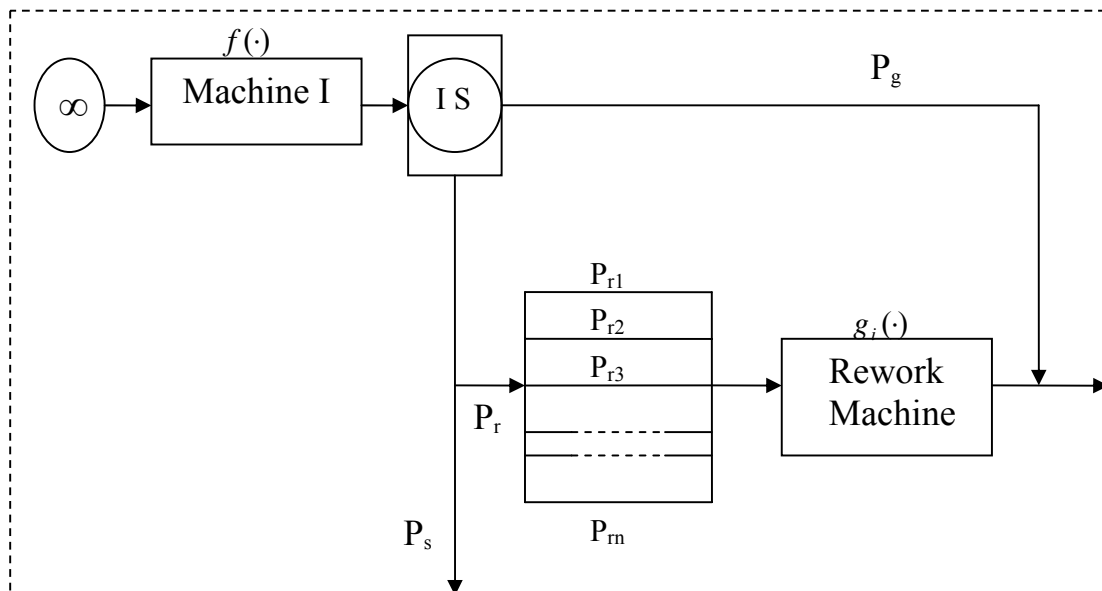 f(·)
∞
Machine I
I S
P_g
P_r1
P_r2
P_r3
g_i(·)
Rework
Machine
P_r
P_s
P_rn